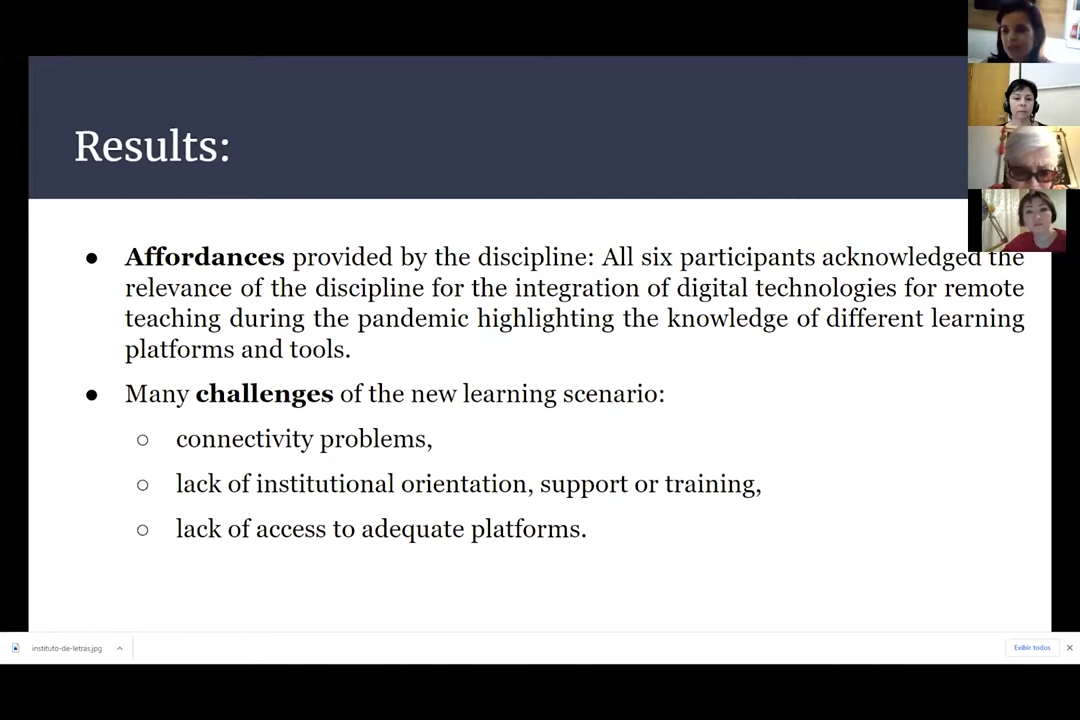 Results:
● Affordances provided by the discipline: All six participants acknowledged the
relevance of the discipline for the integration of digital technologies for remote
teaching during the pandemic highlighting the knowledge of different learning
platforms and tools.
● Many challenges of the new learning scenario:
○ connectivity problems,
○ lack of institutional orientation, support or training,
○ lack of access to adequate platforms.
instituto-de-letras.jpg
Exibir todos